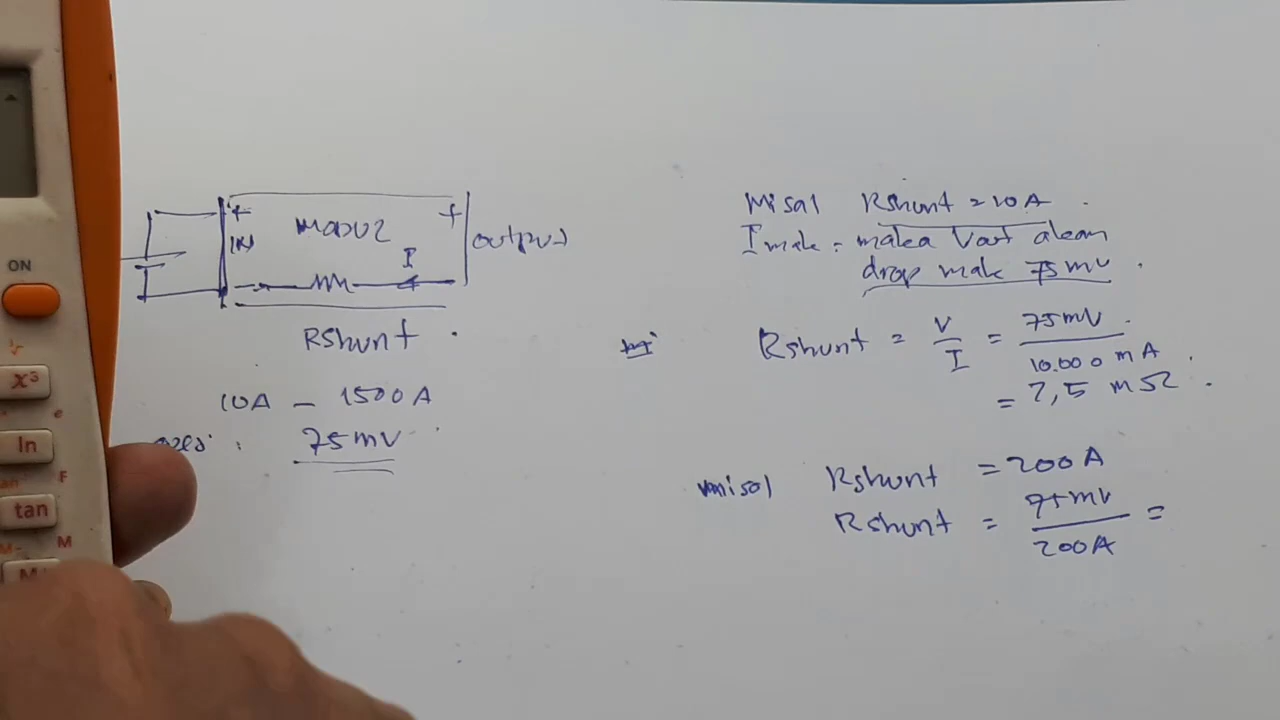 ON
x³
e
ln
F
tan
M-
M
M+
+
IN
MODUL
+
I
output
-
Rshunt .
10A - 1500A
: 75mV
Misal Rshunt = 10A .
I mak = maka Vout akan
drop mak 75mV .
Rshunt = V/I = 75mV/10.000 mA .
= 7,5 mΩ .
misal Rshunt = 200A
Rshunt = 75mV/200A =